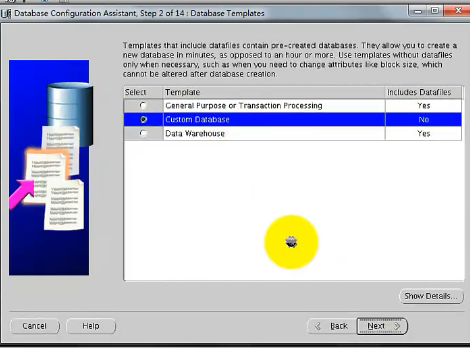 Database Configuration Assistant, Step 2 of 14 : Database Templates
Templates that include datafiles contain pre-created databases. They allow you to create a
new database in minutes, as opposed to an hour or more. Use templates without datafiles
only when necessary, such as when you need to change attributes like block size, which
cannot be altered after database creation.
Select Template Includes Datafiles
General Purpose or Transaction Processing Yes
Custom Database No
Data Warehouse Yes
Show Details...
Cancel Help Back Next